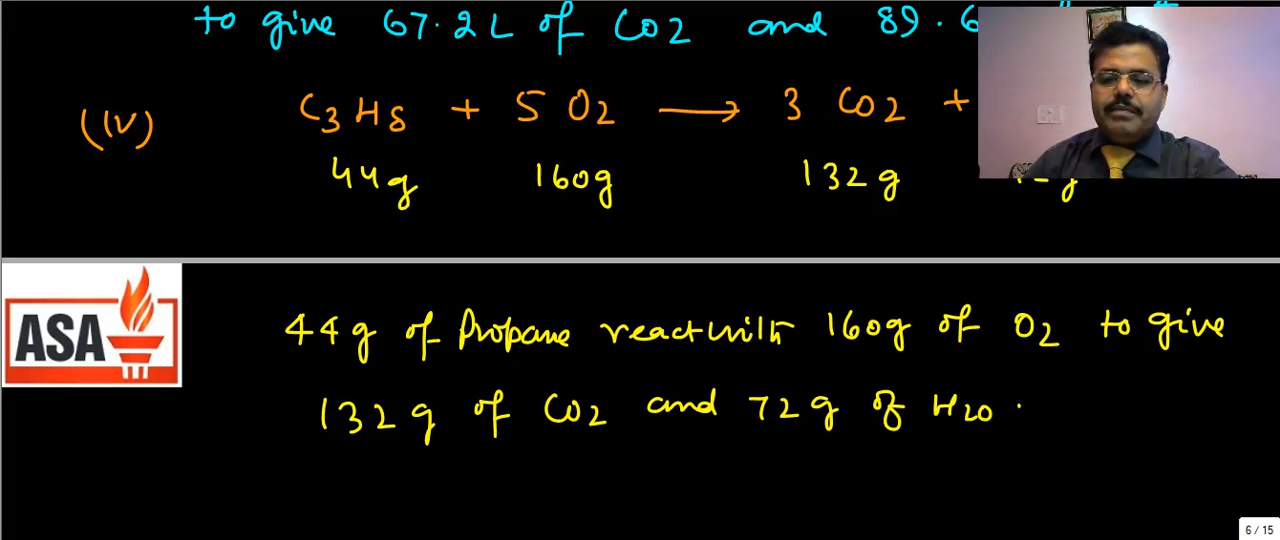 to give 67.2L of CO2 and 89.6
(IV) C3H8 + 5 O2 → 3 CO2 +
44g 160g 132g
ASA
44g of Propane react with 160g of O2 to give
132g of CO2 and 72g of H2O.
6 / 15